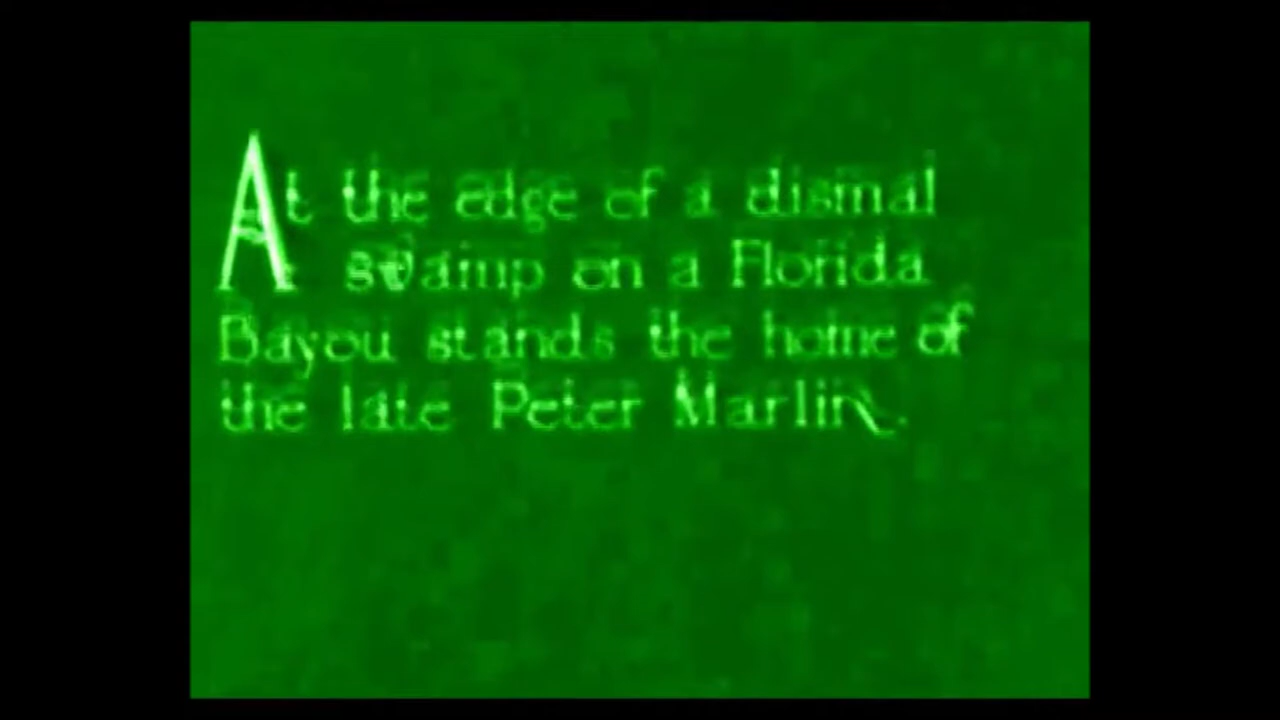 At the edge of a dismal
swamp on a Florida
Bayou stands the home of
the late Peter Marlin.